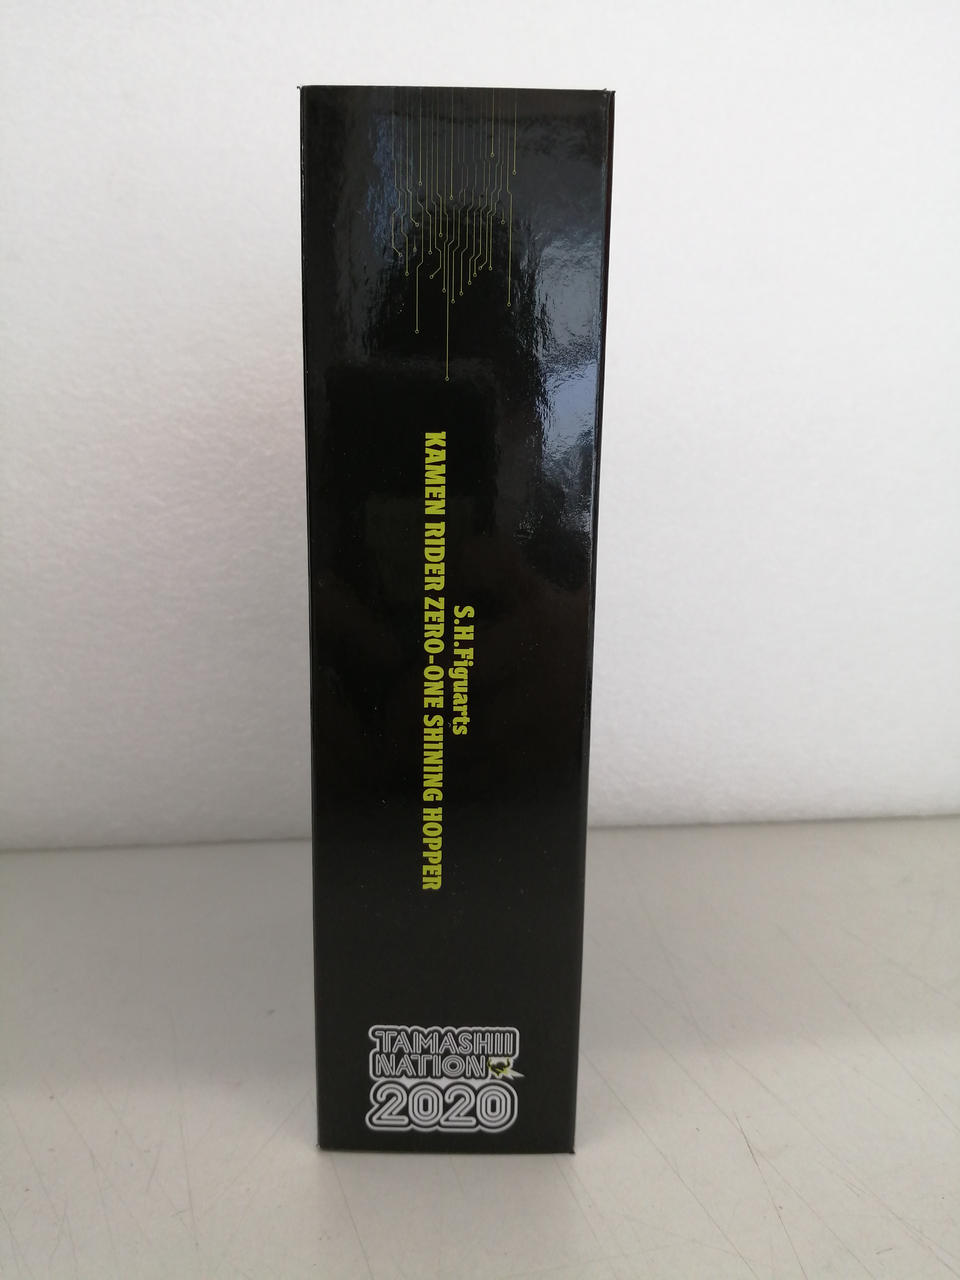 S.H.Figuarts
KAMEN RIDER ZERO-ONE SHINING HOPPER
TAMASHII
NATION
2020